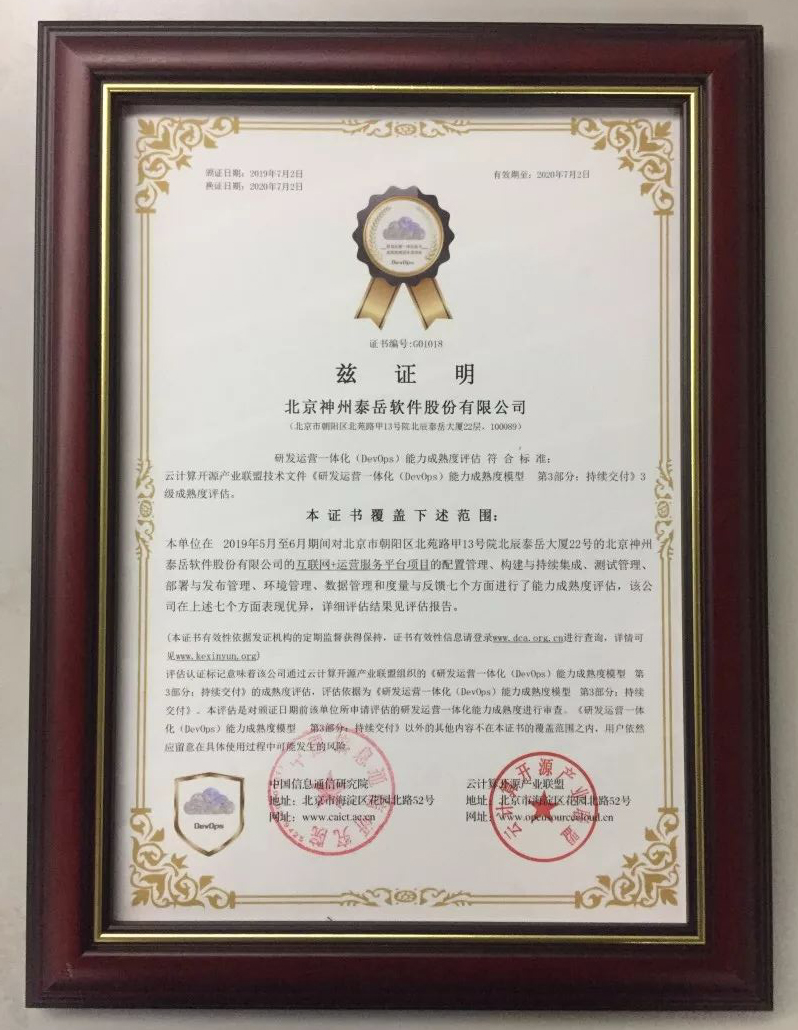 颁证日期：2019年7月2日
换证日期：2020年7月2日
有效期至：2020年7月2日
DevOps
证书编号:G01018
兹 证 明
北京神州泰岳软件股份有限公司
（北京市朝阳区北苑路甲13号院北辰泰岳大厦22层，100089）
研发运营一体化（DevOps）能力成熟度评估 符 合 标 准：
云计算开源产业联盟技术文件《研发运营一体化（DevOps）能力成熟度模型 第3部分：持续交付》3
级成熟度评估。
本 证 书 覆 盖 下 述 范 围：
本单位在 2019年5月至6月期间对北京市朝阳区北苑路甲13号院北辰泰岳大厦22号的北京神州
泰岳软件股份有限公司的互联网+运营服务平台项目的配置管理、构建与持续集成、测试管理、
部署与发布管理、环境管理、数据管理和度量与反馈七个方面进行了能力成熟度评估，该公
司在上述七个方面表现优异，详细评估结果见评估报告。
（本证书有效性依据发证机构的定期监督获得保持，证书有效性信息请登录www.dca.org.cn进行查询，详情可
见www.kexinyun.org）
评估认证标记意味着该公司通过云计算开源产业联盟组织的《研发运营一体化（DevOps）能力成熟度模型 第
3部分：持续交付》的成熟度评估，评估依据为《研发运营一体化（DevOps）能力成熟度模型 第3部分：持续
交付》。本评估是对颁证日期前该单位所申请评估的研发运营一体化能力成熟度进行审查。《研发运营一体
化（DevOps）能力成熟度模型 第3部分：持续交付》以外的其他内容不在本证书的覆盖范围之内，用户依然
应留意在具体使用过程中可能发生的风险。
DevOps
中国信息通信研究院
地址：北京市海淀区花园北路52号
网址：www.caict.ac.cn
云计算开源产业联盟
地址：北京市海淀区花园北路52号
网址：www.opensourcecloud.cn
云计算开源产业联盟